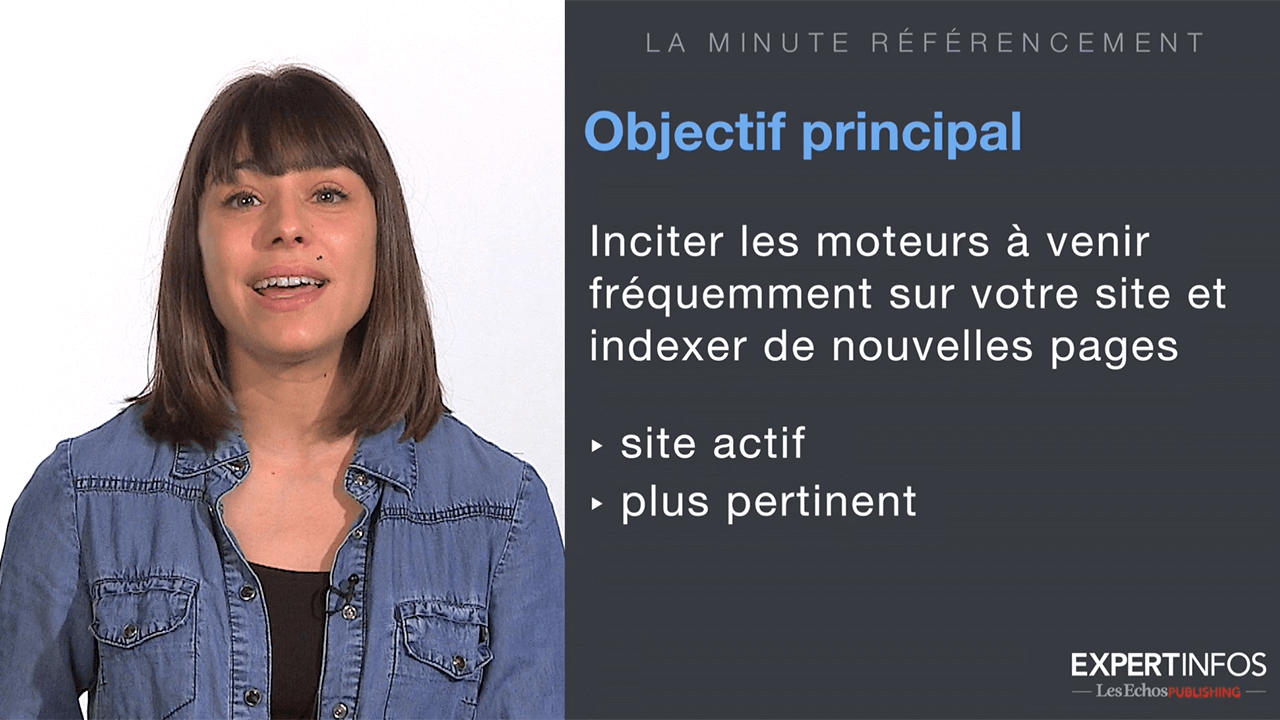 LA MINUTE RÉFÉRENCEMENT
Objectif principal
Inciter les moteurs à venir
fréquemment sur votre site et
indexer de nouvelles pages
‣ site actif
‣ plus pertinent
EXPERTINFOS
Les Echos PUBLISHING